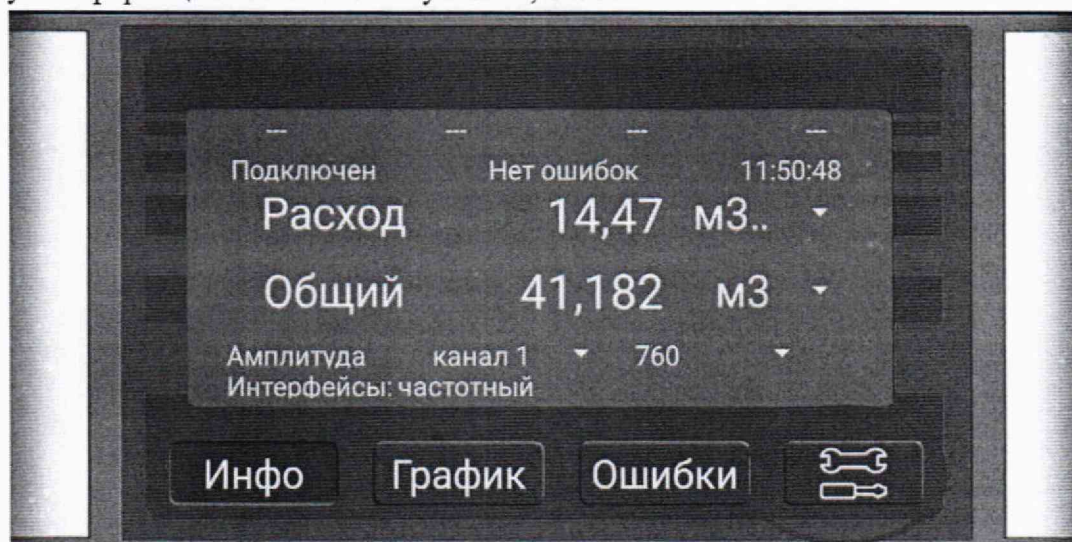 --- --- --- ---
Подключен Нет ошибок 11:50:48
Расход 14,47 м3..
Общий 41,182 м3
Амплитуда канал 1 760
Интерфейсы: частотный
Инфо График Ошибки